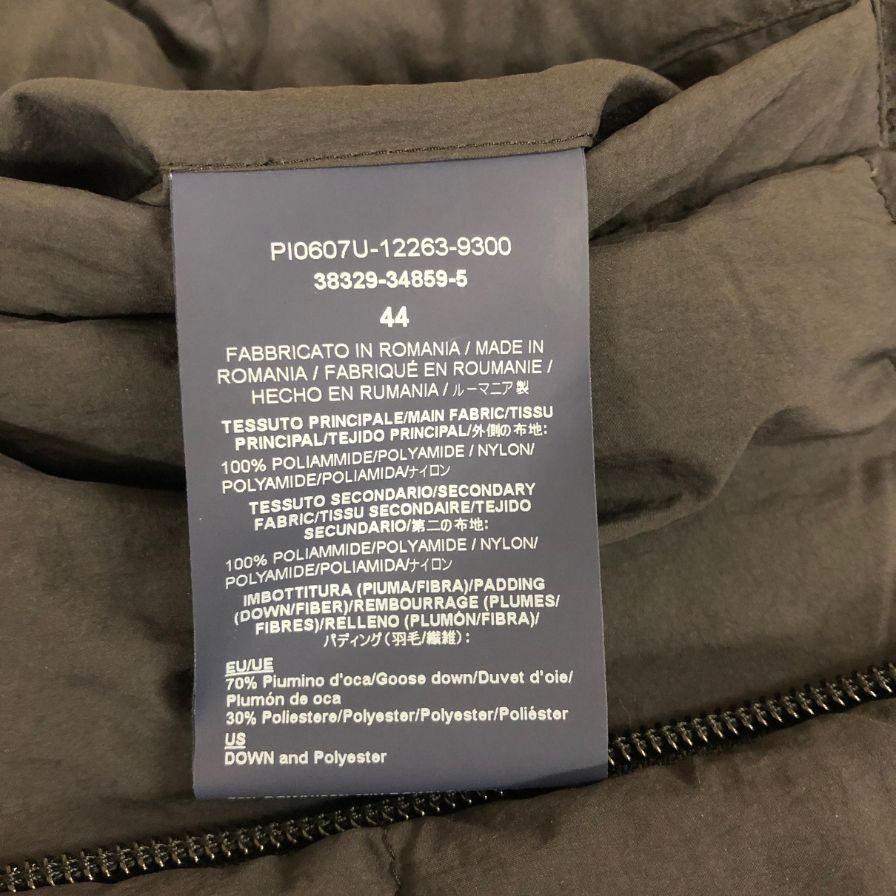 PI0607U-12263-9300
38329-34859-5
44
FABBRICATO IN ROMANIA / MADE IN
ROMANIA / FABRIQUÉ EN ROUMANIE /
HECHO EN RUMANIA / ルーマニア製
TESSUTO PRINCIPALE/MAIN FABRIC/TISSU
PRINCIPAL/TEJIDO PRINCIPAL/外側の布地:
100% POLIAMMIDE/POLYAMIDE / NYLON/
POLYAMIDE/POLIAMIDA/ナイロン
TESSUTO SECONDARIO/SECONDARY
FABRIC/TISSU SECONDAIRE/TEJIDO
SECUNDARIO/第二の布地:
100% POLIAMMIDE/POLYAMIDE / NYLON/
POLYAMIDE/POLIAMIDA/ナイロン
IMBOTTITURA (PIUMA/FIBRA)/PADDING
(DOWN/FIBER)/REMBOURRAGE (PLUMES/
FIBRES)/RELLENO (PLUMÓN/FIBRA)/
パディング(羽毛/繊維):
EU/UE
70% Piumino d'oca/Goose down/Duvet d'oie/
Plumón de oca
30% Poliestere/Polyester/Polyester/Poliéster
US
DOWN and Polyester